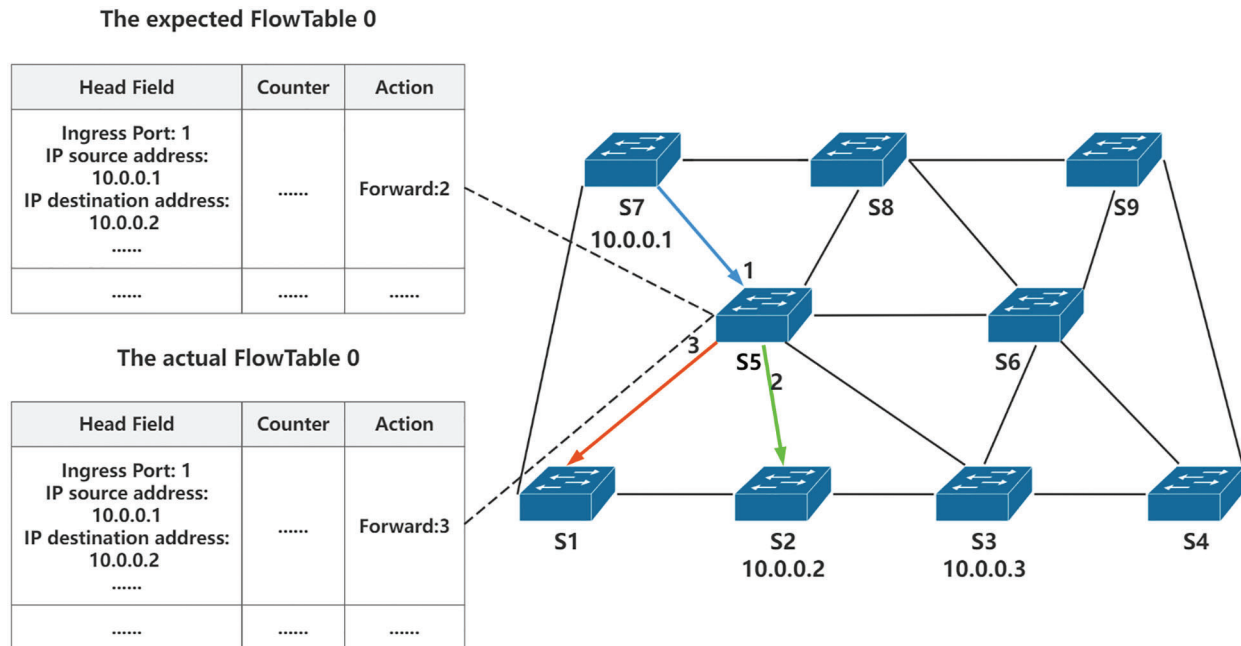 The expected FlowTable 0
Head Field Counter Action
Ingress Port: 1
IP source address:
10.0.0.1
IP destination address:
10.0.0.2
......
......
Forward:2
...... ...... ......
The actual FlowTable 0
Head Field Counter Action
Ingress Port: 1
IP source address:
10.0.0.1
IP destination address:
10.0.0.2
......
......
Forward:3
...... ...... ......
S7
10.0.0.1
S8
S9
1
3
S5
2
S6
S1
S2
10.0.0.2
S3
10.0.0.3
S4